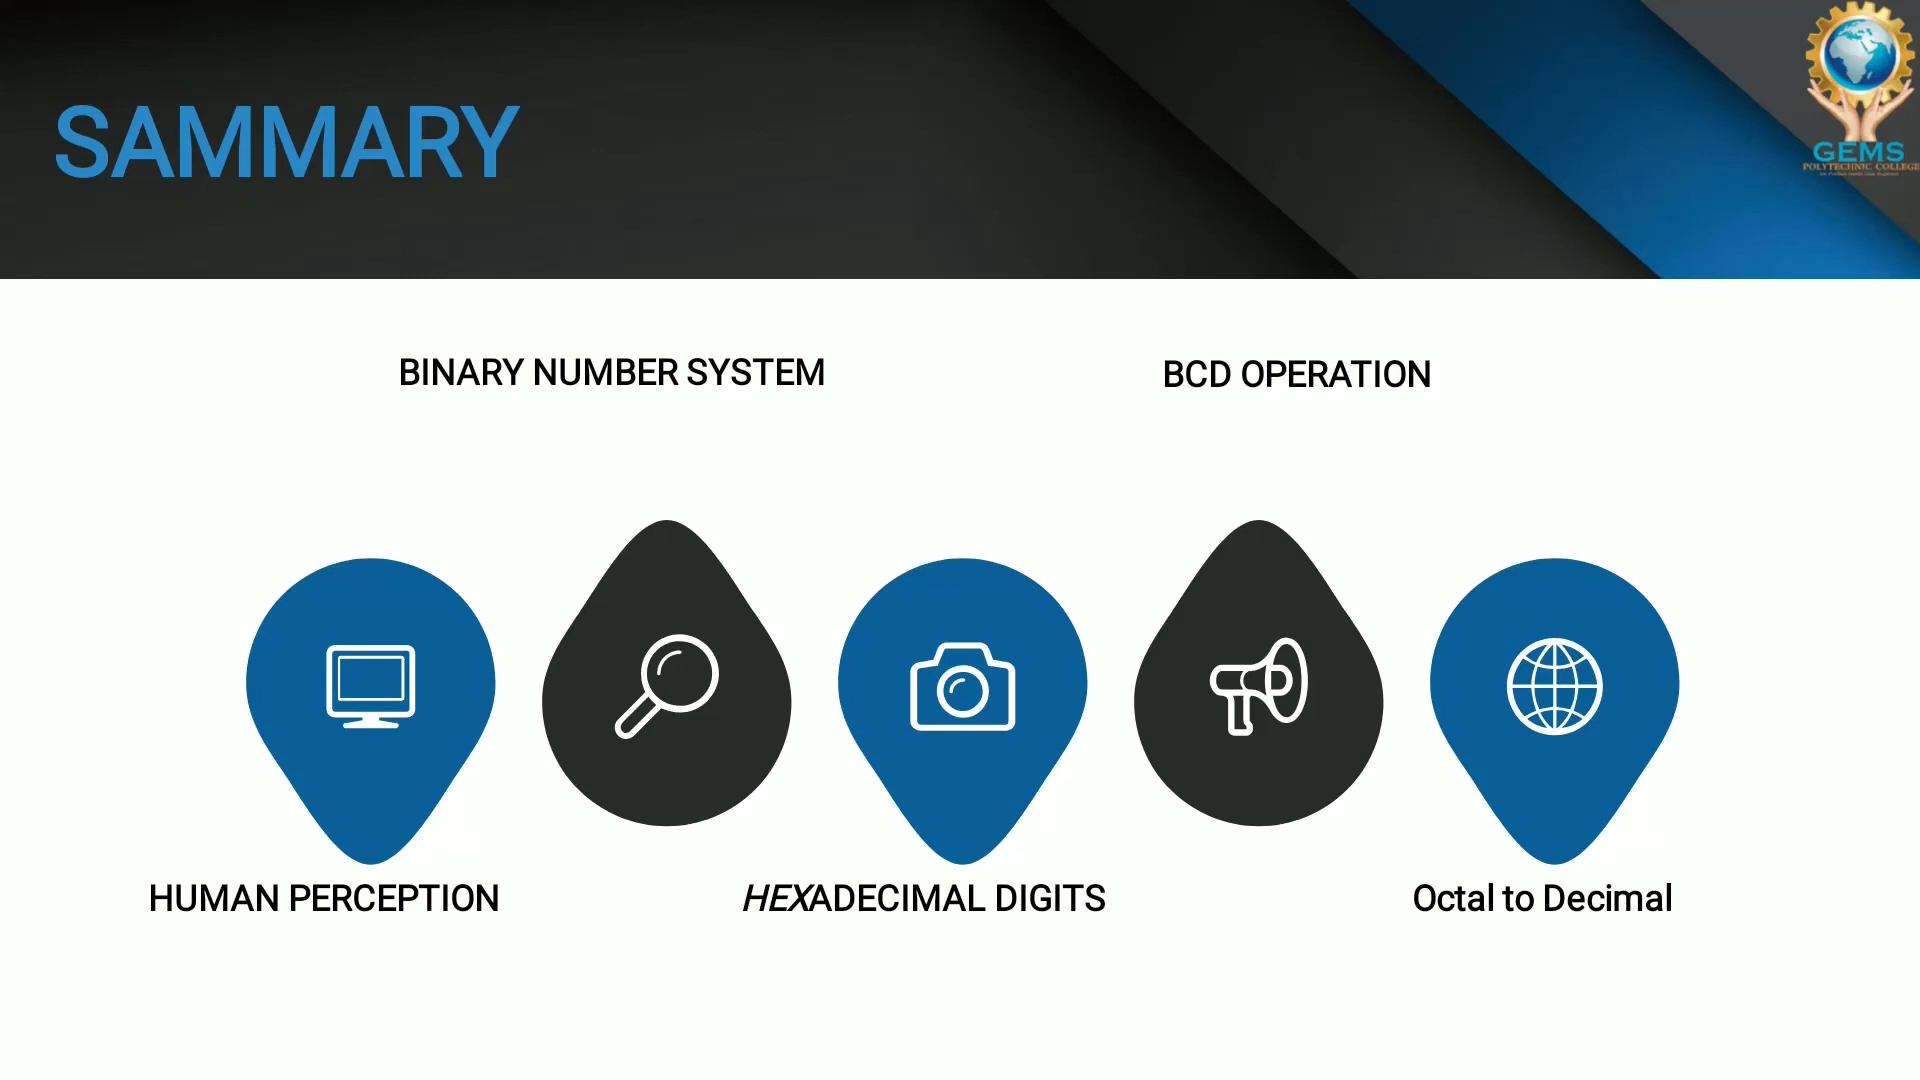 SAMMARY
GEMS
POLYTECHNIC COLLEGE
BINARY NUMBER SYSTEM
BCD OPERATION
HUMAN PERCEPTION
HEXADECIMAL DIGITS
Octal to Decimal